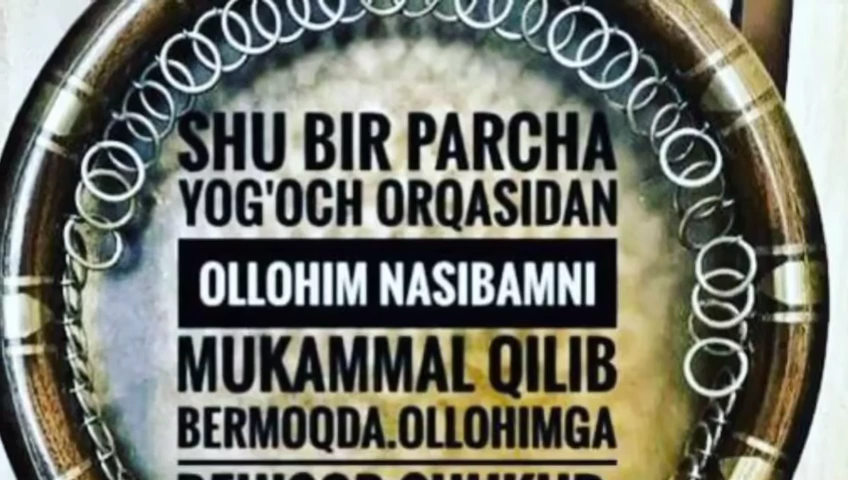 SHU BIR PARCHA
YOG'OCH ORQASIDAN
OLLOHIM NASIBAMNI
MUKAMMAL QILIB
BERMOQDA.OLLOHIMGA